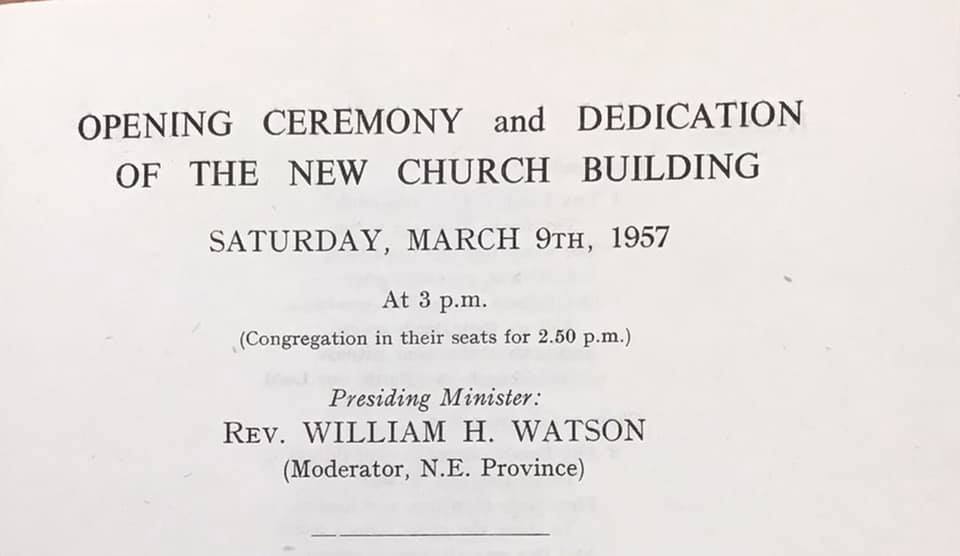 OPENING CEREMONY and DEDICATION
OF THE NEW CHURCH BUILDING
SATURDAY, MARCH 9TH, 1957
At 3 p.m.
(Congregation in their seats for 2.50 p.m.)
Presiding Minister:
REV. WILLIAM H. WATSON
(Moderator, N.E. Province)